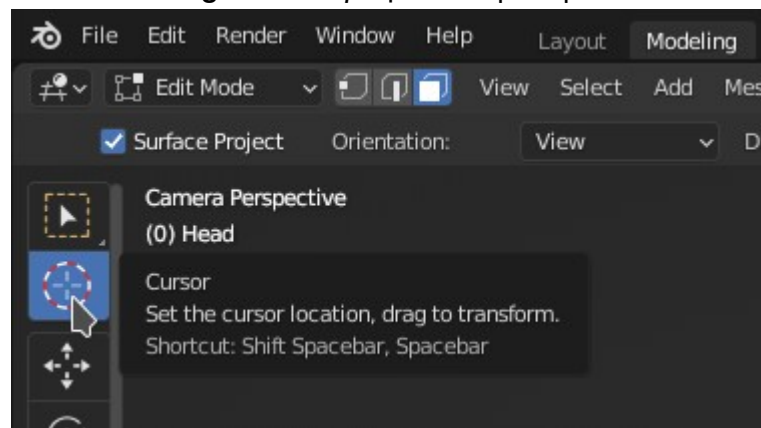 File Edit Render Window Help Layout Modeling
Edit Mode View Select Add Mes
Surface Project Orientation: View D
Camera Perspective
(0) Head
Cursor
Set the cursor location, drag to transform.
Shortcut: Shift Spacebar, Spacebar